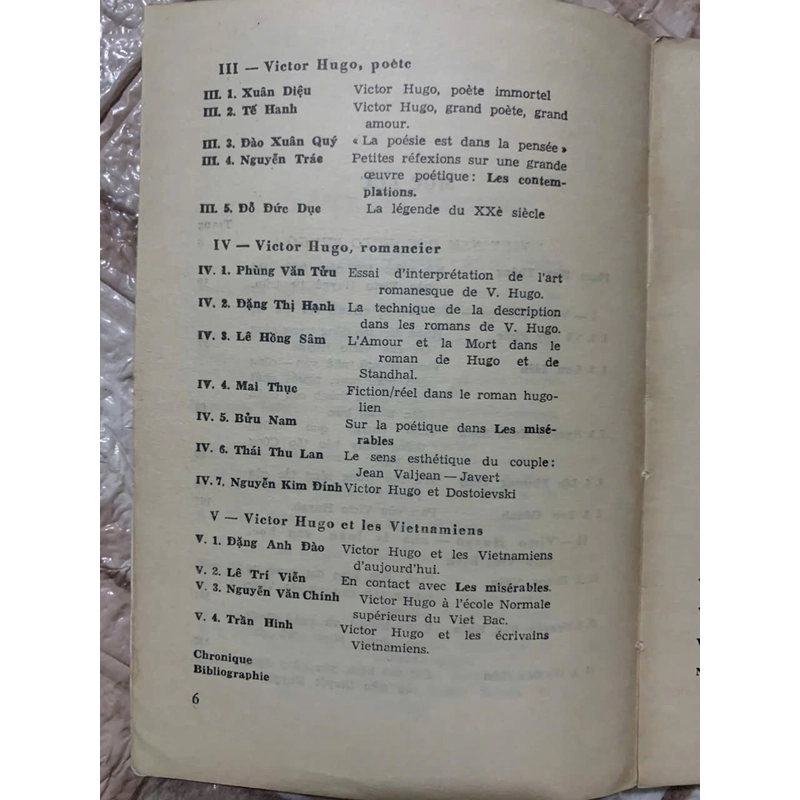 III — Victor Hugo, poète
III. 1. Xuân Diệu Victor Hugo, poète immortel
III. 2. Tế Hanh Victor Hugo, grand poète, grand
amour.
III. 3. Đào Xuân Quý « La poésie est dans la pensée »
III. 4. Nguyễn Trác Petites réfexions sur une grande
œuvre poétique : Les contem-
plations.
III. 5. Đỗ Đức Dục La légende du XXè siècle
IV — Victor Hugo, romancier
IV. 1. Phùng Văn Tửu Essai d'interprétation de l'art
romanesque de V. Hugo.
IV. 2. Đặng Thị Hạnh La technique de la description
dans les romans de V. Hugo.
IV. 3. Lê Hồng Sâm L'Amour et la Mort dans le
roman de Hugo et de
Standhal.
IV. 4. Mai Thục Fiction/réel dans le roman hugo-
lien
IV. 5. Bửu Nam Sur la poétique dans Les misé-
rables
IV. 6. Thái Thu Lan Le sens esthétique du couple :
Jean Valjean — Javert
IV. 7. Nguyễn Kim Đính Victor Hugo et Dostoievski
V — Victor Hugo et les Vietnamiens
V. 1. Đặng Anh Đào Victor Hugo et les Vietnamiens
d'aujourd'hui.
V. 2. Lê Trí Viễn En contact avec Les misérables.
V. 3. Nguyễn Văn Chính Victor Hugo à l'école Normale
supérieurs du Viet Bac.
V. 4. Trần Hinh Victor Hugo et les écrivains
Vietnamiens.
Chronique
Bibliographie
6